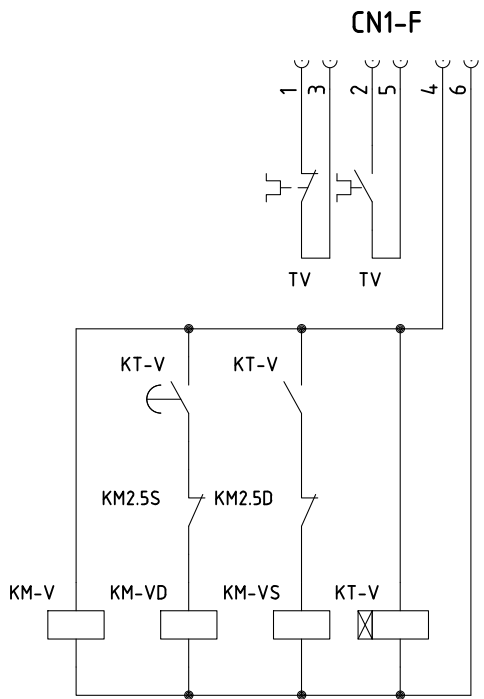 CN1-F
1 3 2 5 4 6
TV TV
KT-V KT-V
KM2.5S KM2.5D
KM-V KM-VD KM-VS KT-V